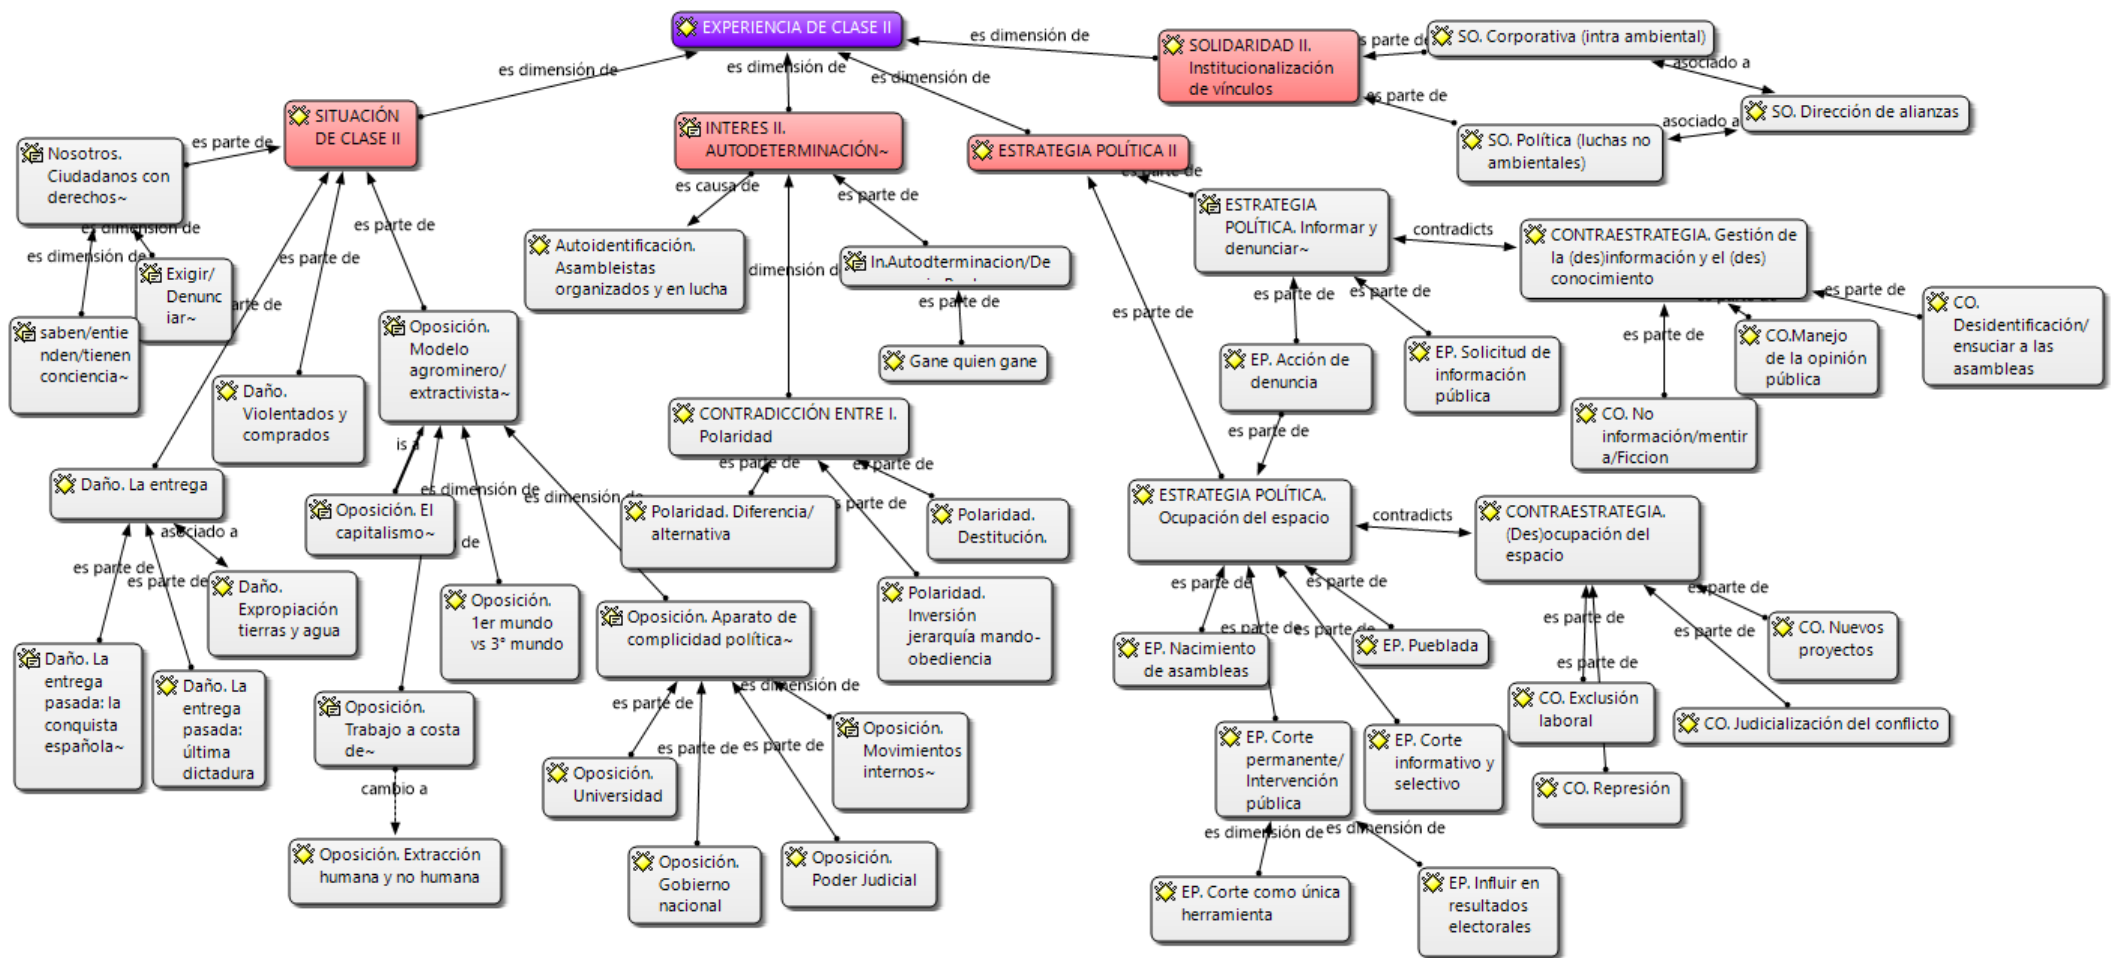 EXPERIENCIA DE CLASE II
es dimensión de
es dimensión de
es dimensión de
es dimensión de
SOLIDARIDAD II.
Institucionalización
de vínculos
s parte de
SO. Corporativa (intra ambiental)
asociado a
es parte de
SO. Dirección de alianzas
asociado a
SO. Política (luchas no
ambientales)
SITUACIÓN
DE CLASE II
INTERES II.
AUTODETERMINACIÓN~
ESTRATEGIA POLÍTICA II
es parte de
Nosotros.
Ciudadanos con
derechos~
es dimensión de
es dimensión de
Exigir/
Denunc
iar~
saben/entie
nden/tienen
conciencia~
arte de
es parte de
es parte de
Daño.
Violentados y
comprados
Oposición.
Modelo
agrominero/
extractivista~
es causa de
Autoidentificación.
Asambleistas
organizados y en lucha
dimensión d
es parte de
In.Autodterminacion/De
es parte de
Gane quien gane
es parte de
es parte de
ESTRATEGIA
POLÍTICA. Informar y
denunciar~
contradicts
CONTRAESTRATEGIA. Gestión de
la (des)información y el (des)
conocimiento
es parte de
es parte de
EP. Acción de
denuncia
EP. Solicitud de
información
pública
es parte de
es parte de
es parte de
CO.
Desidentificación/
ensuciar a las
asambleas
CO.Manejo
de la opinión
pública
CO. No
información/mentir
a/Ficcion
CONTRADICCIÓN ENTRE I.
Polaridad
es parte de
es parte de
parte de
Polaridad. Diferencia/
alternativa
Polaridad.
Destitución.
Polaridad.
Inversión
jerarquía mando-
obediencia
Daño. La entrega
asociado a
es parte de
es parte de
Daño.
Expropiación
tierras y agua
Daño. La
entrega
pasada: la
conquista
española~
Daño. La
entrega
pasada:
última
dictadura
is a
es dimensión de
es dimensión de
Oposición. El
capitalismo~
de
Oposición.
1er mundo
vs 3° mundo
Oposición. Aparato de
complicidad política~
Oposición.
Trabajo a costa
de~
cambio a
Oposición. Extracción
humana y no humana
es parte de
es dimensión de
es parte de
es parte de
Oposición.
Universidad
Oposición.
Movimientos
internos~
Oposición.
Gobierno
nacional
Oposición.
Poder Judicial
es parte de
ESTRATEGIA POLÍTICA.
Ocupación del espacio
contradicts
CONTRAESTRATEGIA.
(Des)ocupación del
espacio
es parte de
es parte de
es parte de
es parte de
EP. Nacimiento
de asambleas
EP. Pueblada
EP. Corte
permanente/
Intervención
pública
EP. Corte
informativo y
selectivo
es dimensión de
es dimensión de
EP. Corte como única
herramienta
EP. Influir en
resultados
electorales
es parte de
es parte de
es parte de
es parte de
CO. Nuevos
proyectos
CO. Exclusión
laboral
CO. Judicialización del conflicto
CO. Represión